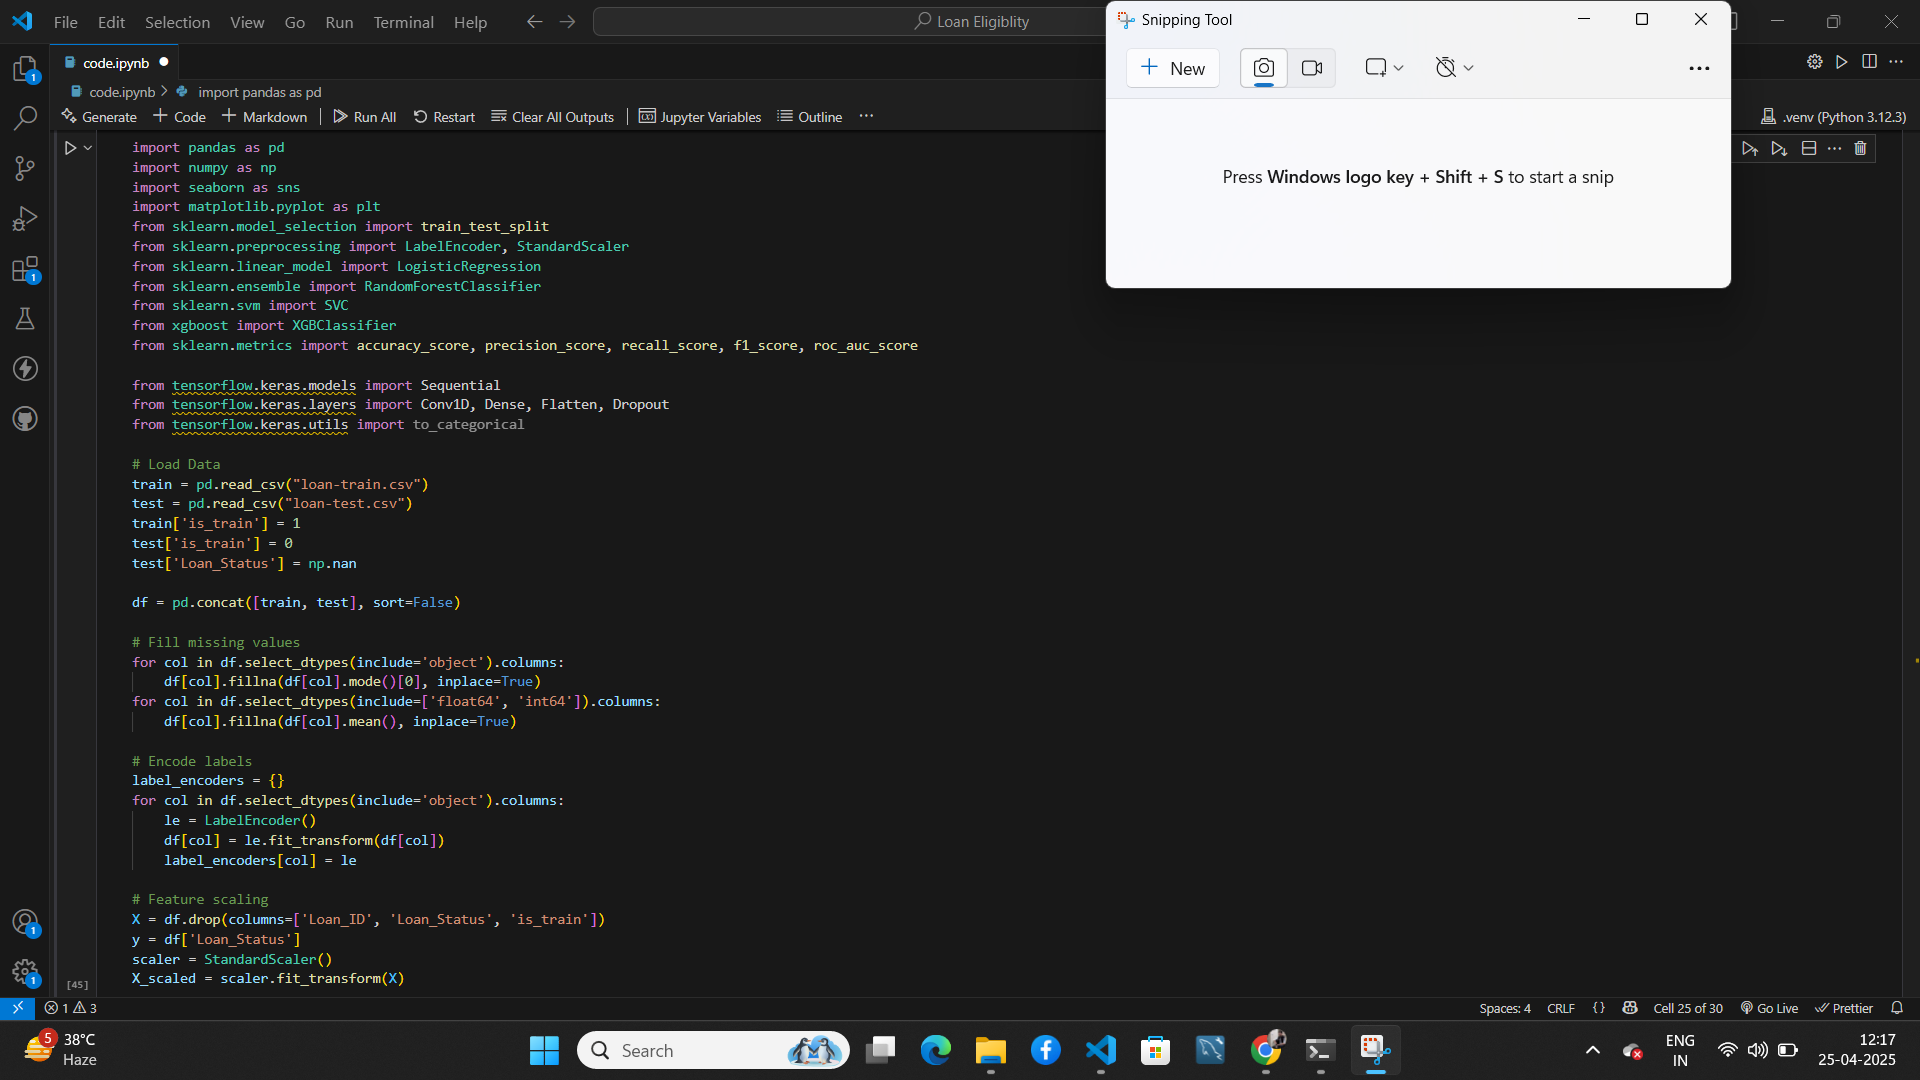 File Edit Selection View Go Run Terminal Help
Loan Eligiblity
code.ipynb
code.ipynb > import pandas as pd
Generate + Code + Markdown Run All Restart Clear All Outputs Jupyter Variables Outline ...
.venv (Python 3.12.3)
Snipping Tool
New
Press Windows logo key + Shift + S to start a snip
import pandas as pd
import numpy as np
import seaborn as sns
import matplotlib.pyplot as plt
from sklearn.model_selection import train_test_split
from sklearn.preprocessing import LabelEncoder, StandardScaler
from sklearn.linear_model import LogisticRegression
from sklearn.ensemble import RandomForestClassifier
from sklearn.svm import SVC
from xgboost import XGBClassifier
from sklearn.metrics import accuracy_score, precision_score, recall_score, f1_score, roc_auc_score
from tensorflow.keras.models import Sequential
from tensorflow.keras.layers import Conv1D, Dense, Flatten, Dropout
from tensorflow.keras.utils import to_categorical
# Load Data
train = pd.read_csv("loan-train.csv")
test = pd.read_csv("loan-test.csv")
train['is_train'] = 1
test['is_train'] = 0
test['Loan_Status'] = np.nan
df = pd.concat([train, test], sort=False)
# Fill missing values
for col in df.select_dtypes(include='object').columns:
    df[col].fillna(df[col].mode()[0], inplace=True)
for col in df.select_dtypes(include=['float64', 'int64']).columns:
    df[col].fillna(df[col].mean(), inplace=True)
# Encode labels
label_encoders = {}
for col in df.select_dtypes(include='object').columns:
    le = LabelEncoder()
    df[col] = le.fit_transform(df[col])
    label_encoders[col] = le
# Feature scaling
X = df.drop(columns=['Loan_ID', 'Loan_Status', 'is_train'])
y = df['Loan_Status']
scaler = StandardScaler()
X_scaled = scaler.fit_transform(X)
[45]
1
1
1
1
1 3
Spaces: 4 CRLF {} Cell 25 of 30 Go Live Prettier
5
38°C
Haze
Search
ENG
IN
12:17
25-04-2025